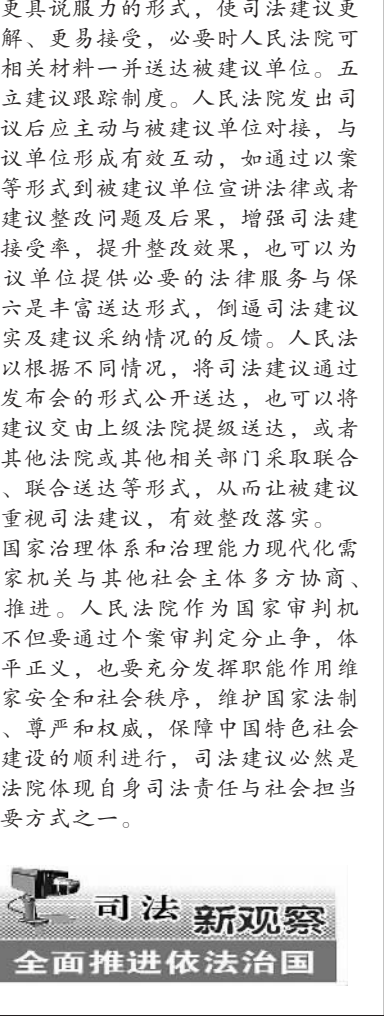 更具说服力的形式，使司法建议更
解、更易接受，必要时人民法院可
相关材料一并送达被建议单位。五
立建议跟踪制度。人民法院发出司
议后应主动与被建议单位对接，与
议单位形成有效互动，如通过以案
等形式到被建议单位宣讲法律或者
建议整改问题及后果，增强司法建
接受率，提升整改效果，也可以为
议单位提供必要的法律服务与保
六是丰富送达形式，倒逼司法建议
实及建议采纳情况的反馈。人民法
以根据不同情况，将司法建议通过
发布会的形式公开送达，也可以将
建议交由上级法院提级送达，或者
其他法院或其他相关部门采取联合
、联合送达等形式，从而让被建议
重视司法建议，有效整改落实。
国家治理体系和治理能力现代化需
家机关与其他社会主体多方协商、
推进。人民法院作为国家审判机
不但要通过个案审判定分止争，体
平正义，也要充分发挥职能作用维
家安全和社会秩序，维护国家法制
、尊严和权威，保障中国特色社会
建设的顺利进行，司法建议必然是
法院体现自身司法责任与社会担当
要方式之一。
司法新观察
全面推进依法治国